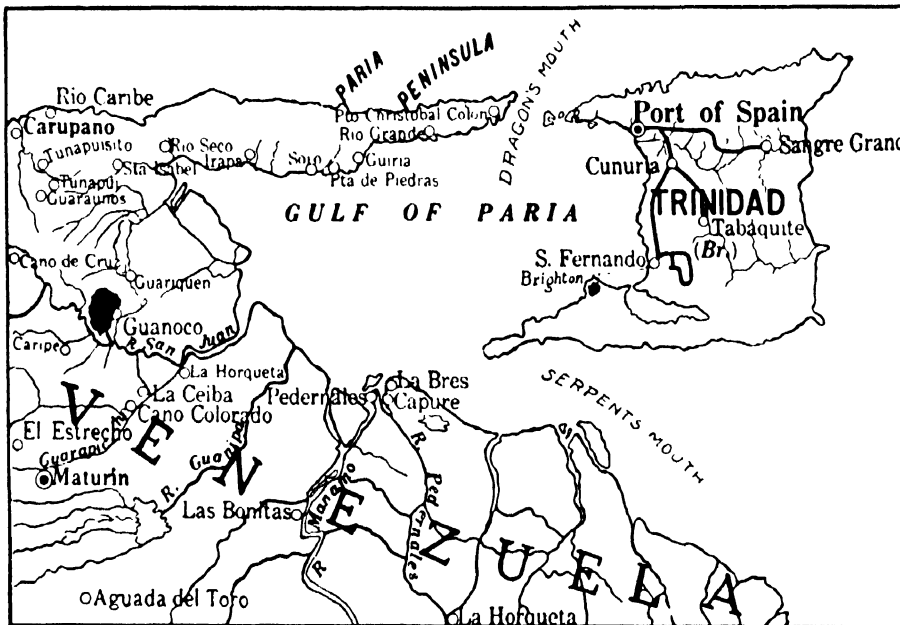 PARIA
PENINSULA
DRAGON'S MOUTH
Rio Caribe
Carupano
Tunapuisito
Rio Seco
Sta Isabel
Irapa
Pto Christobal Colon
Rio Grande
Soro
Guiria
Pta de Piedras
Tunapui
Guaraunos
Port of Spain
Sangre Grand
Cunuria
TRINIDAD
Tabaquite
(Br.)
GULF OF PARIA
S. Fernando
Brighton
Cano de Cruz
Guariquen
Guanoco
R. San Juan
Caripe
La Horqueta
La Ceiba
Cano Colorado
La Bres
Pedernales
Capure
SERPENTS MOUTH
El Estrecho
Maturin
R. Guanipa
Las Bonitas
R Manamo
R Pedernales
VENEZUELA
Aguada del Toro
La Horqueta